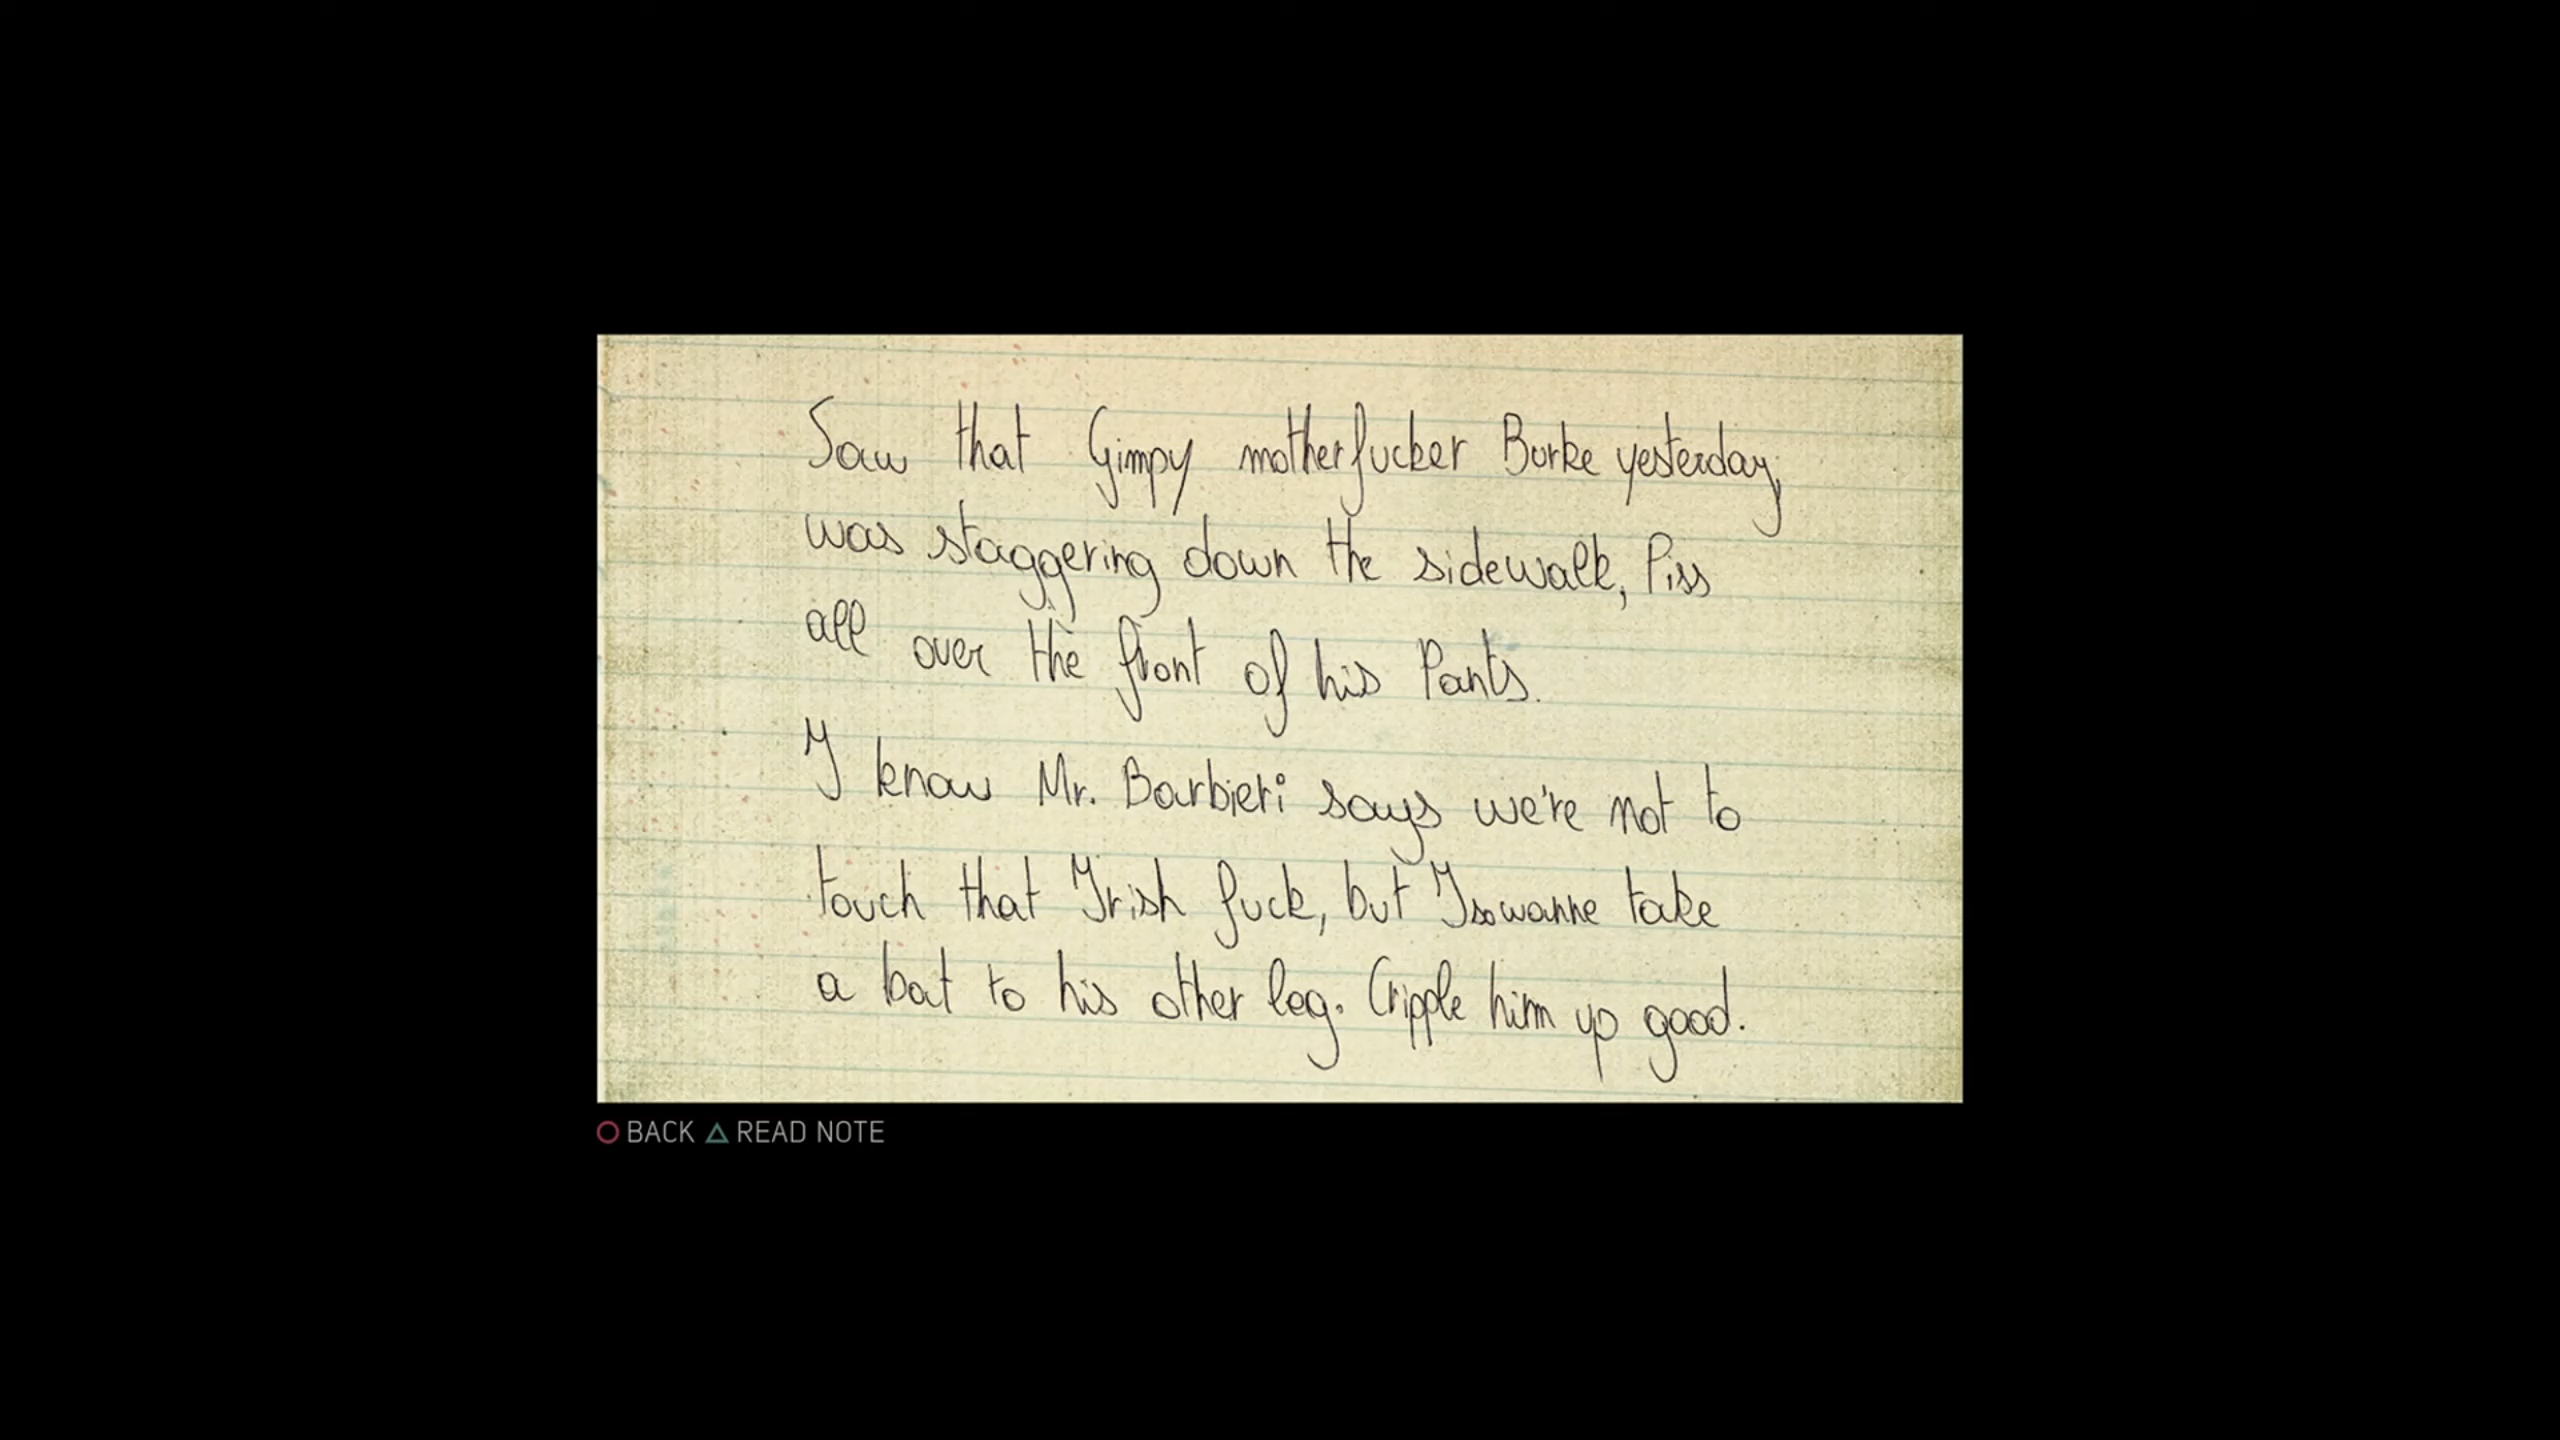 Saw that Gimpy motherfucker Burke yesterday,
was staggering down the sidewalk, Piss
all over the front of his Pants.
I know Mr. Barbieri says we're not to
touch that Irish fuck, but I so wanne take
a bat to his other leg. Cripple him up good.
BACK READ NOTE